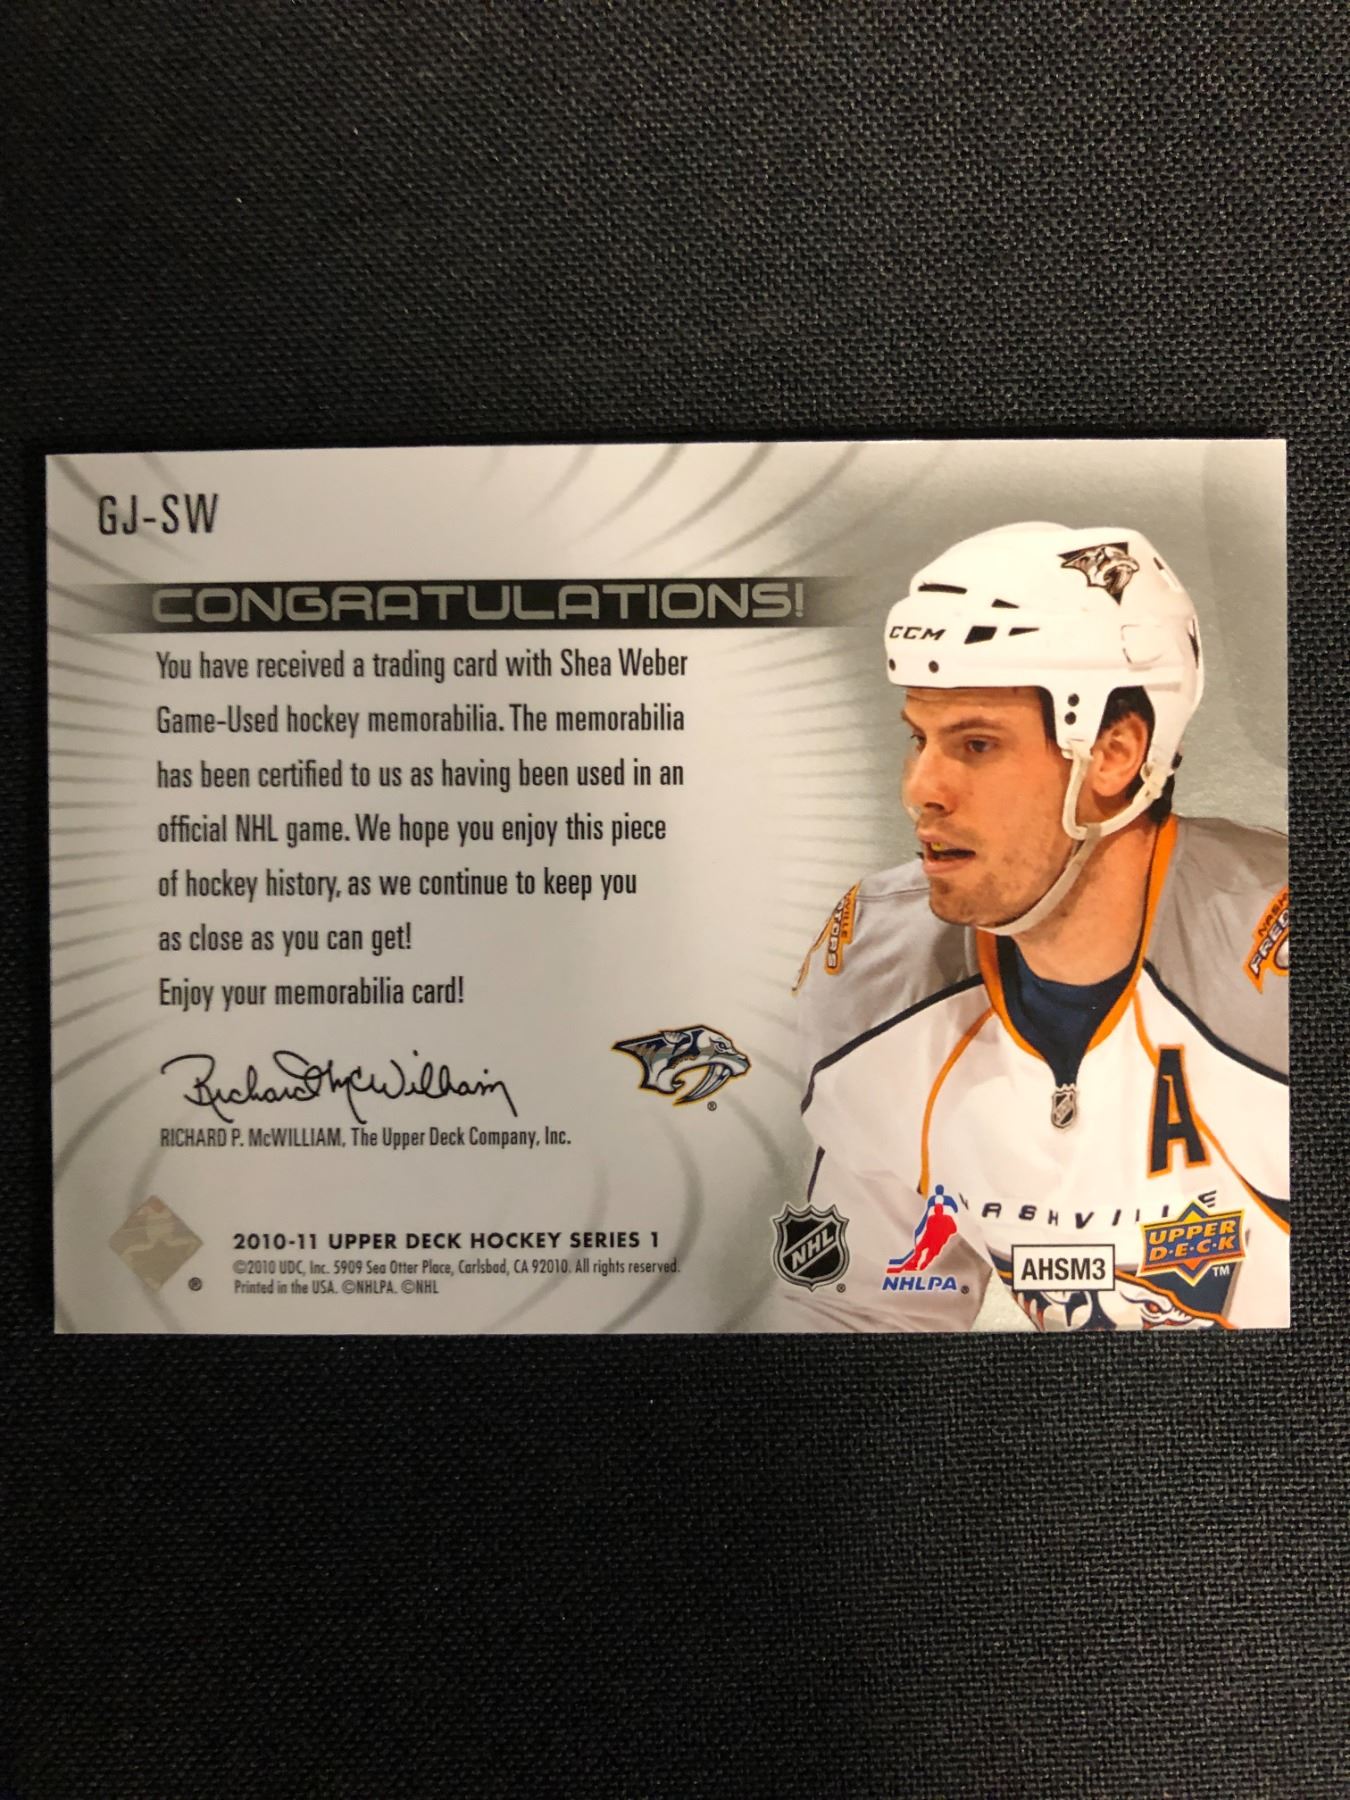 GJ-SW
CONGRATULATIONS!
You have received a trading card with Shea Weber
Game-Used hockey memorabilia. The memorabilia
has been certified to us as having been used in an
official NHL game. We hope you enjoy this piece
of hockey history, as we continue to keep you
as close as you can get!
Enjoy your memorabilia card!
Richard McWilliam
RICHARD P. McWILLIAM, The Upper Deck Company, Inc.
®
®
2010-11 UPPER DECK HOCKEY SERIES 1
©2010 UDC, Inc. 5909 Sea Otter Place, Carlsbad, CA 92010. All rights reserved.
Printed in the USA. ©NHLPA. ©NHL
CCM
A
NASHVILLE
NHL
®
NHLPA®
AHSM3
UPPER
D·E·C·K
TM